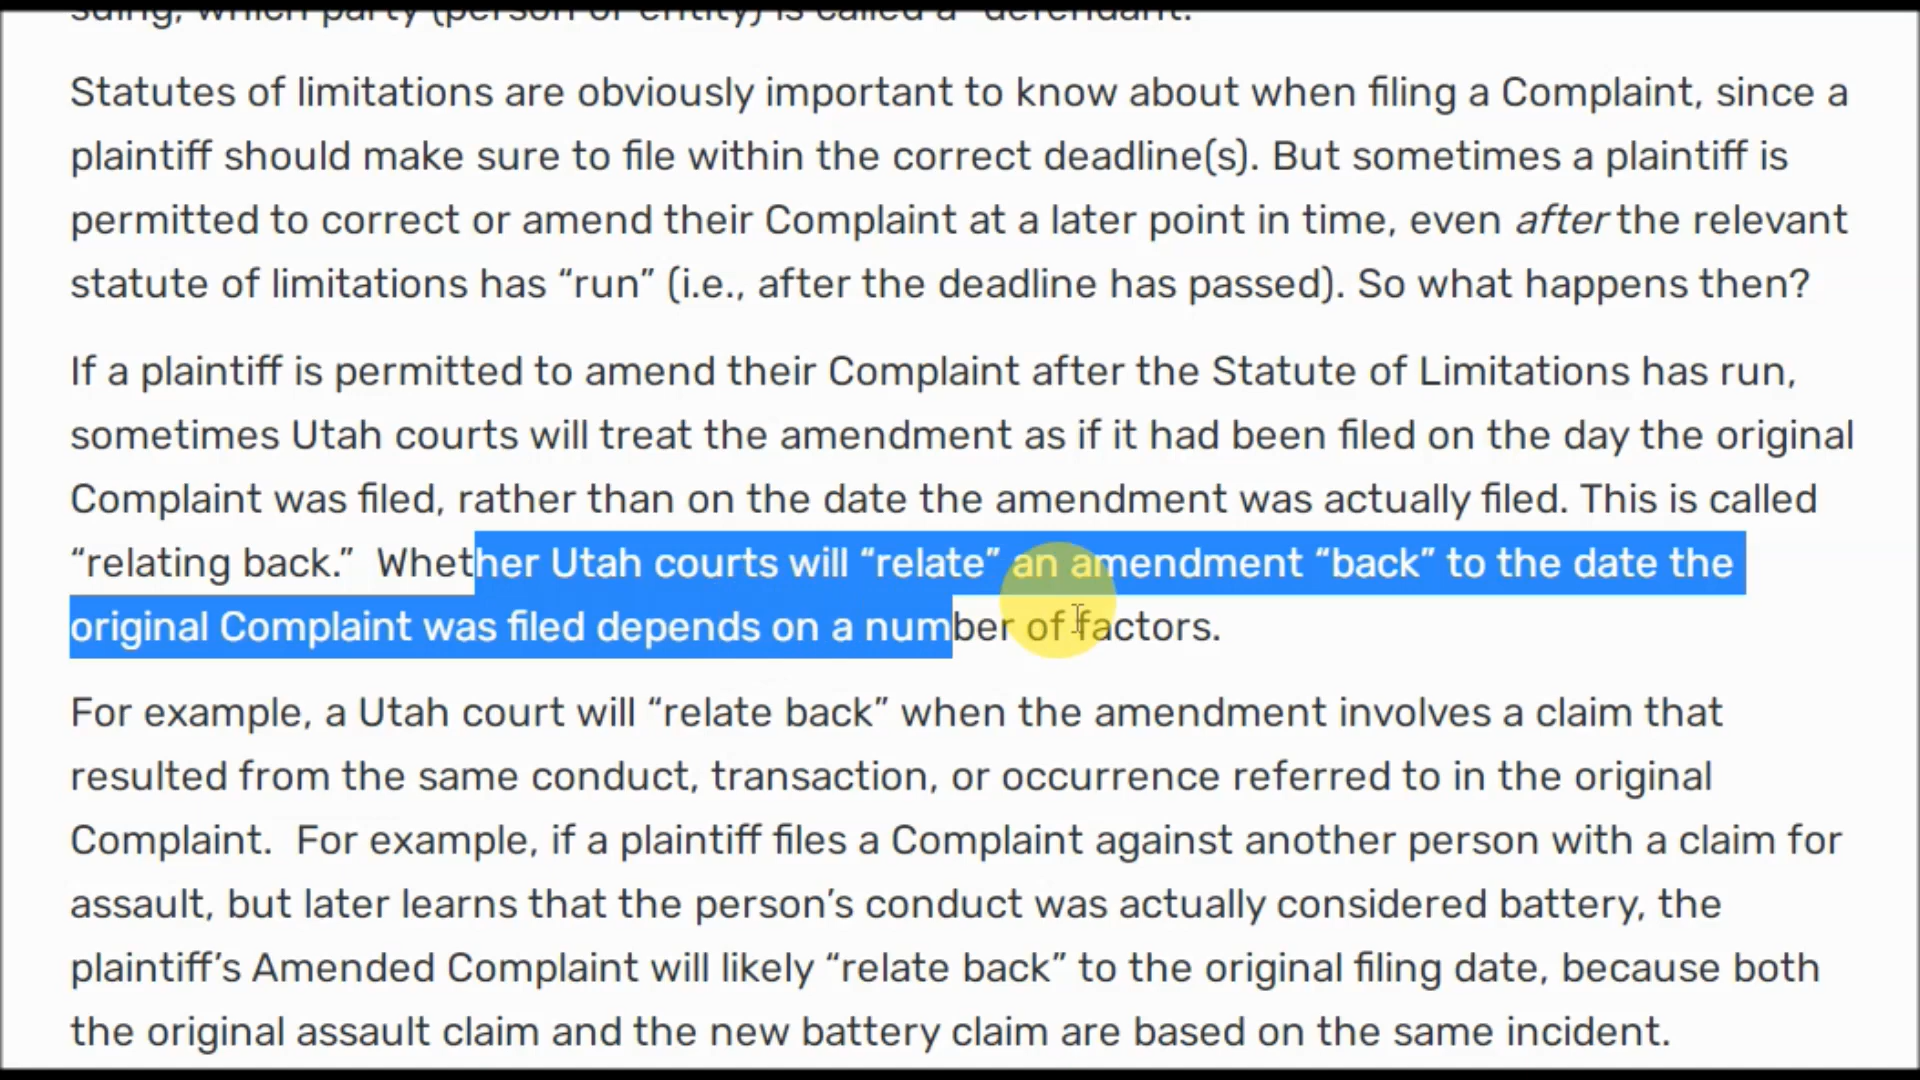 suing, which party (person or entity) is called a “defendant.”
Statutes of limitations are obviously important to know about when filing a Complaint, since a
plaintiff should make sure to file within the correct deadline(s). But sometimes a plaintiff is
permitted to correct or amend their Complaint at a later point in time, even after the relevant
statute of limitations has “run” (i.e., after the deadline has passed). So what happens then?
If a plaintiff is permitted to amend their Complaint after the Statute of Limitations has run,
sometimes Utah courts will treat the amendment as if it had been filed on the day the original
Complaint was filed, rather than on the date the amendment was actually filed. This is called
“relating back.”  Whether Utah courts will “relate” an amendment “back” to the date the
original Complaint was filed depends on a number of factors.
For example, a Utah court will “relate back” when the amendment involves a claim that
resulted from the same conduct, transaction, or occurrence referred to in the original
Complaint.  For example, if a plaintiff files a Complaint against another person with a claim for
assault, but later learns that the person’s conduct was actually considered battery, the
plaintiff’s Amended Complaint will likely “relate back” to the original filing date, because both
the original assault claim and the new battery claim are based on the same incident.